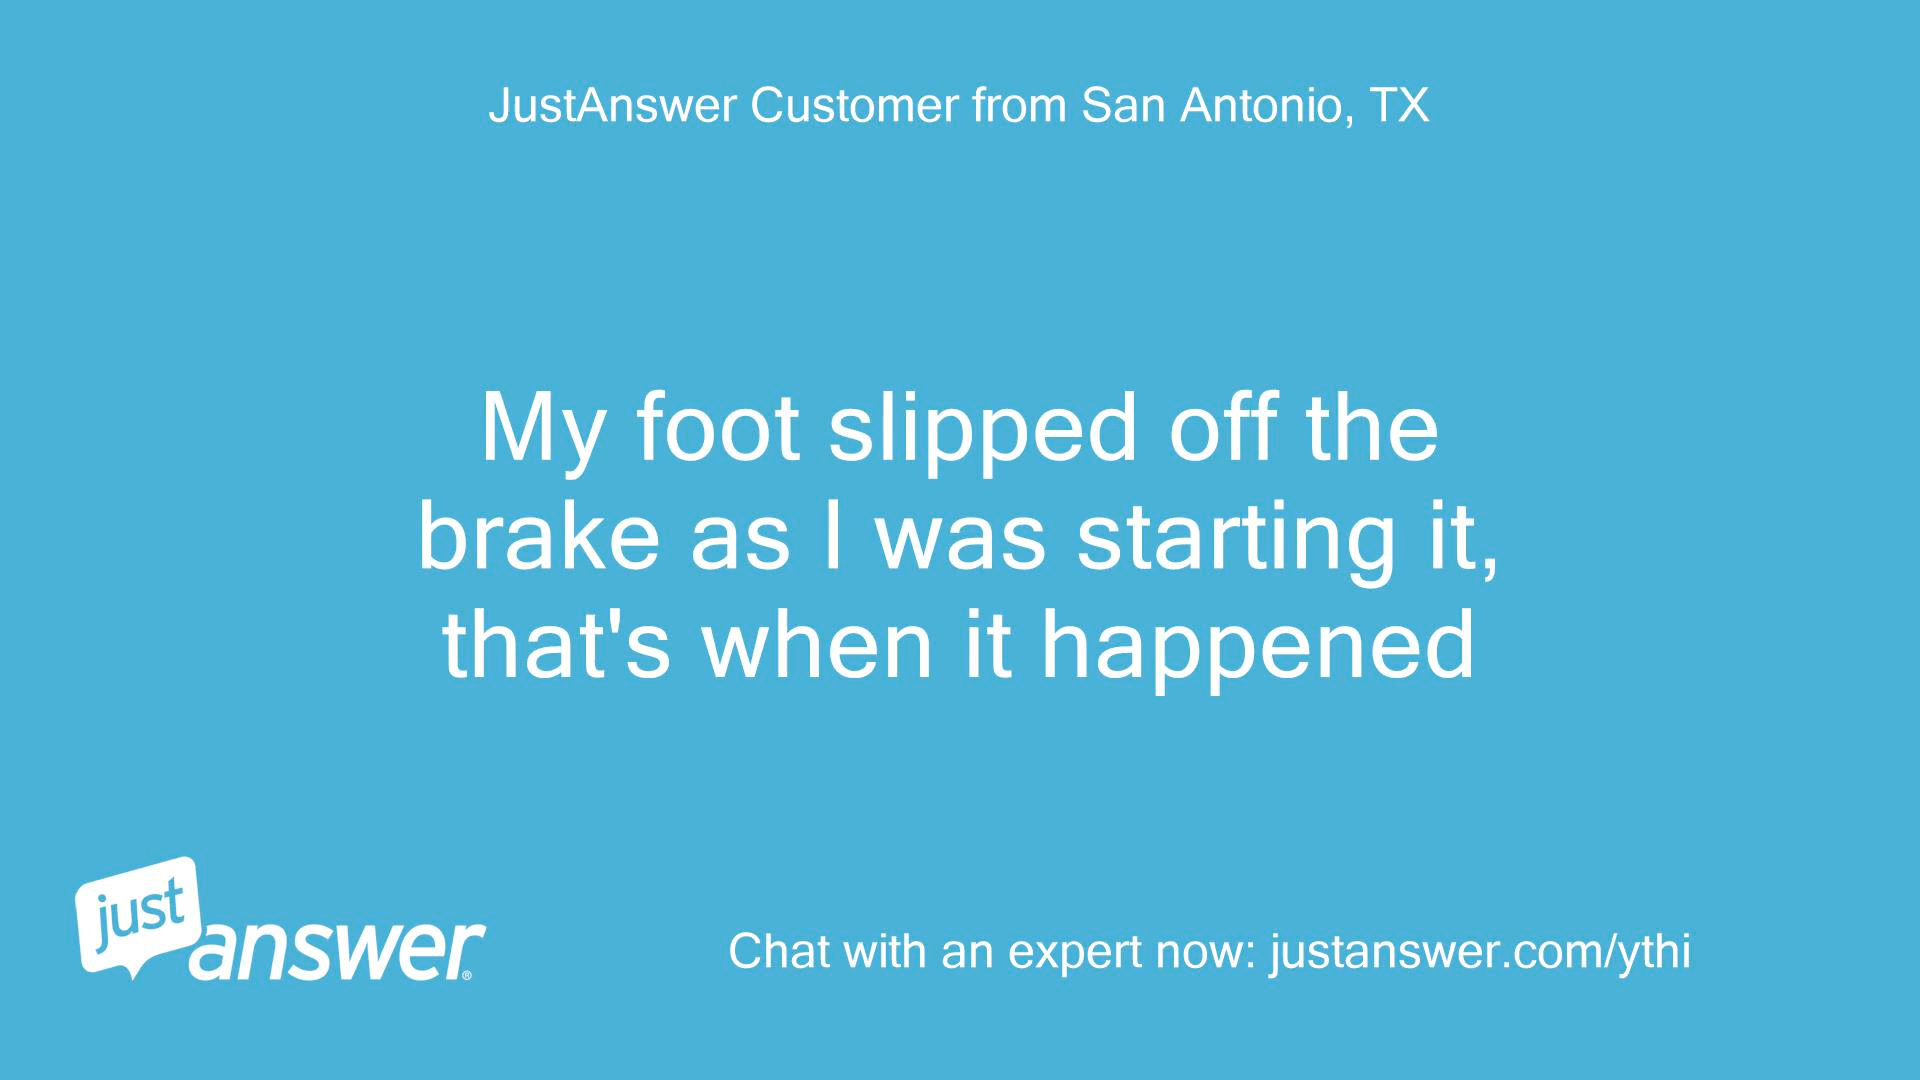 JustAnswer Customer from San Antonio, TX
My foot slipped off the
brake as I was starting it,
that's when it happened
just
answer®
Chat with an expert now: justanswer.com/ythi